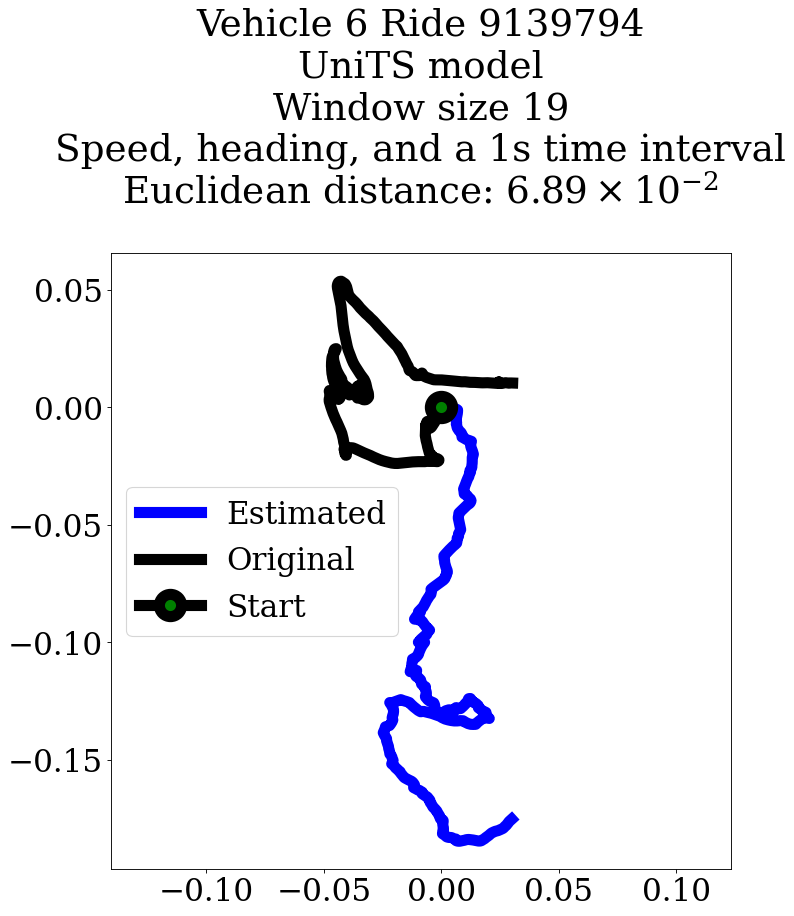 Vehicle 6 Ride 9139794
UniTS model
Window size 19
Speed, heading, and a 1s time interval
Euclidean distance: 6.89 × 10⁻²
0.05
0.00
−0.05
−0.10
−0.15
Estimated
Original
Start
−0.10 −0.05 0.00 0.05 0.10